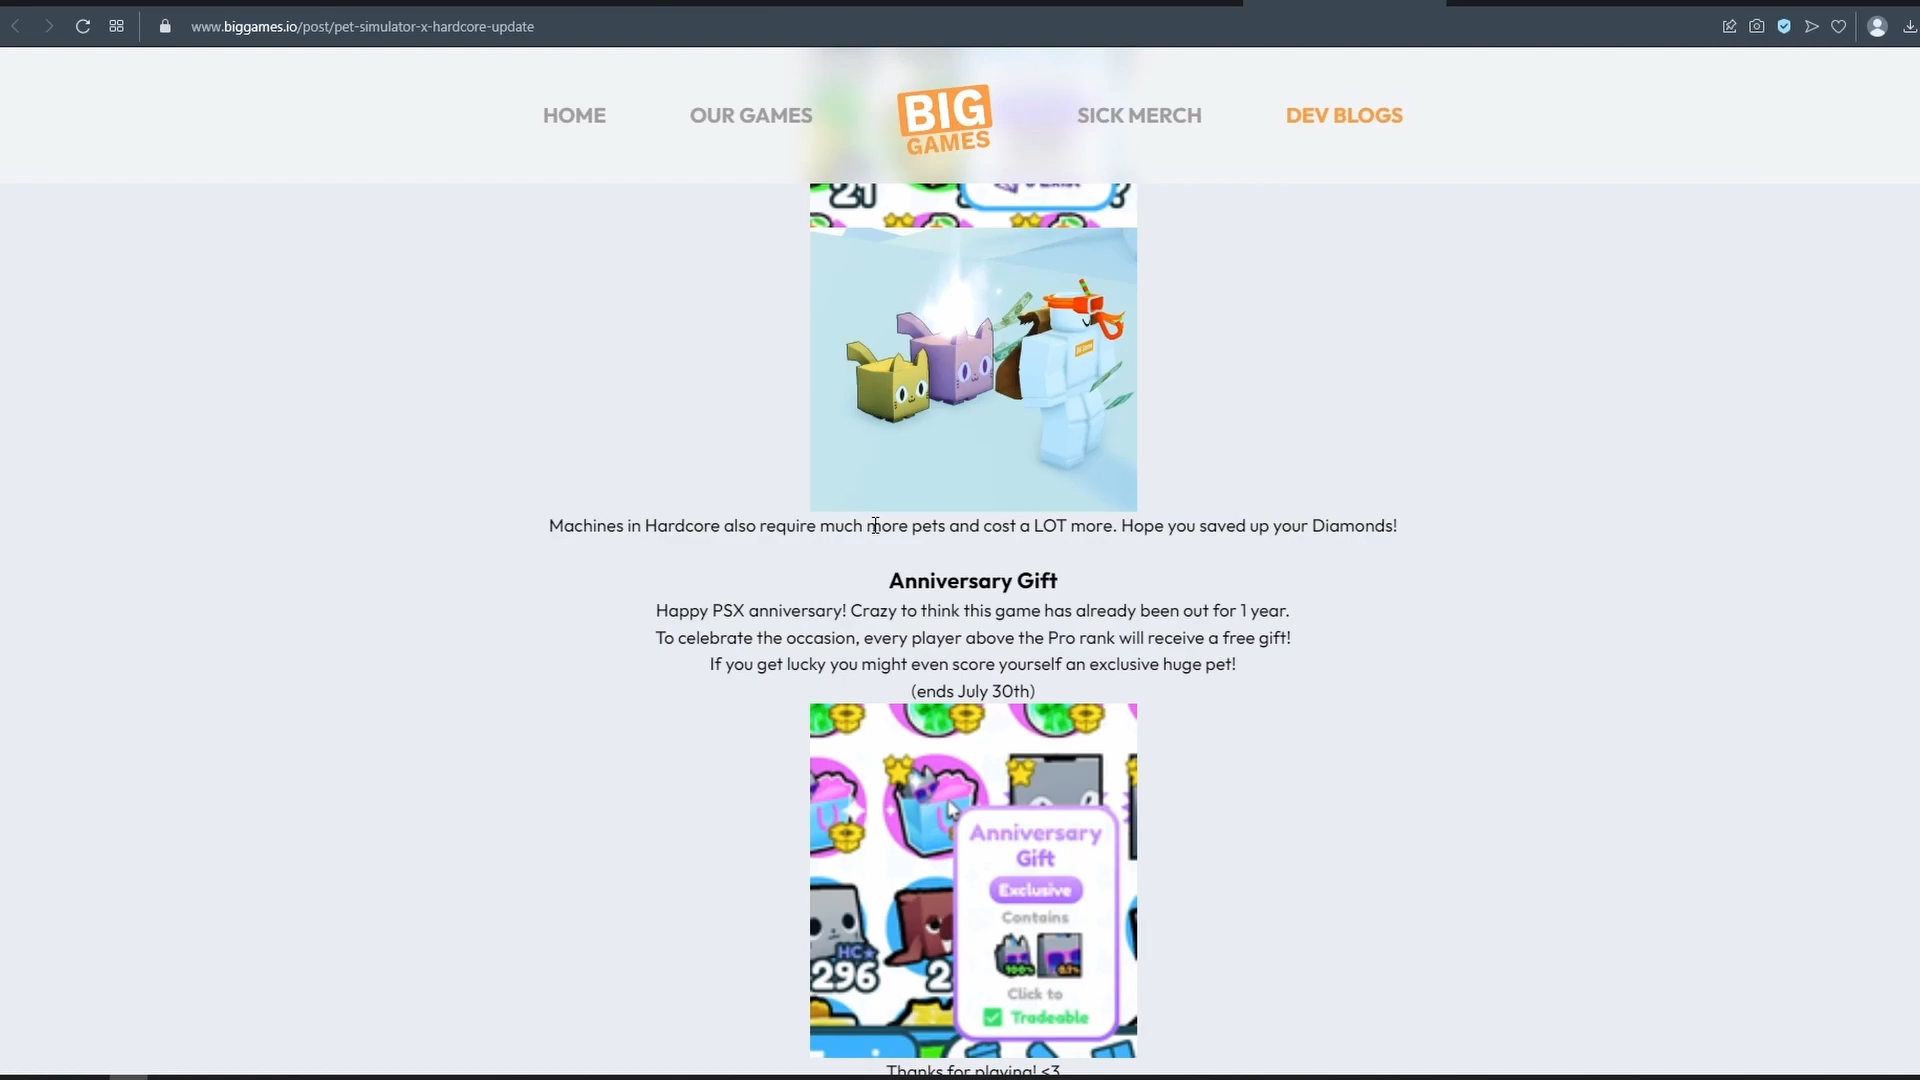 www.biggames.io/post/pet-simulator-x-hardcore-update
HOME OUR GAMES BIG GAMES SICK MERCH DEV BLOGS
21
Machines in Hardcore also require much more pets and cost a LOT more. Hope you saved up your Diamonds!
Anniversary Gift
Happy PSX anniversary! Crazy to think this game has already been out for 1 year.
To celebrate the occasion, every player above the Pro rank will receive a free gift!
If you get lucky you might even score yourself an exclusive huge pet!
(ends July 30th)
Anniversary
Gift
Exclusive
Contains
HC
296
2
Click to
Tradeable
Thanks for playing! <3